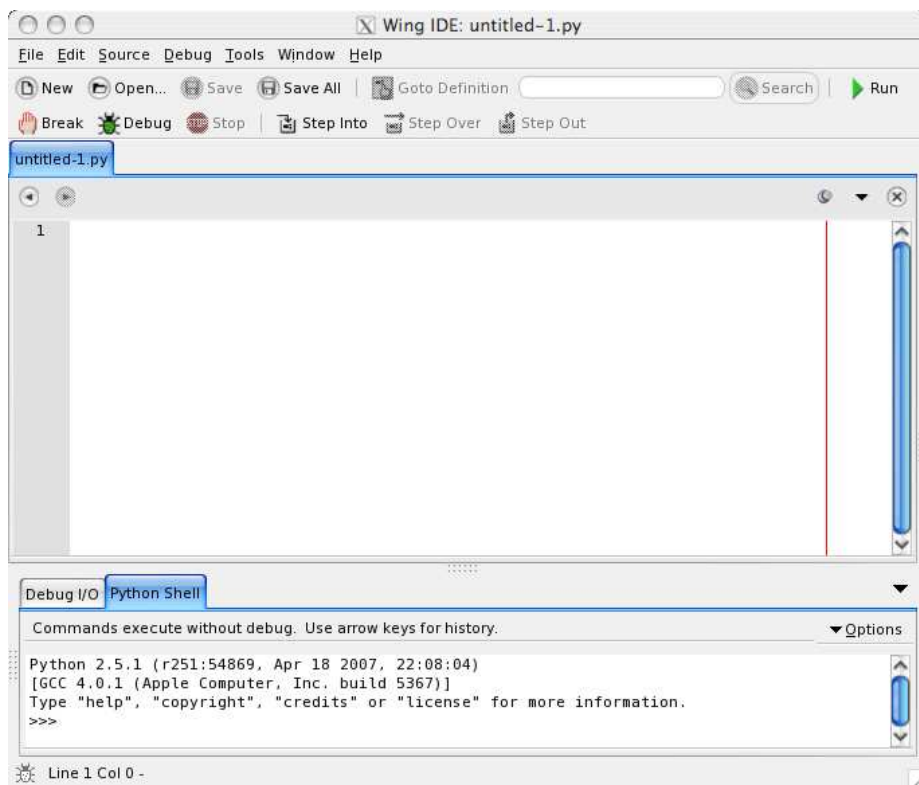 Wing IDE: untitled-1.py
File Edit Source Debug Tools Window Help
New Open... Save Save All Goto Definition Search Run
Break Debug Stop Step Into Step Over Step Out
untitled-1.py
1
Debug I/O Python Shell
Commands execute without debug. Use arrow keys for history. Options
Python 2.5.1 (r251:54869, Apr 18 2007, 22:08:04)
[GCC 4.0.1 (Apple Computer, Inc. build 5367)]
Type "help", "copyright", "credits" or "license" for more information.
>>>
Line 1 Col 0 -